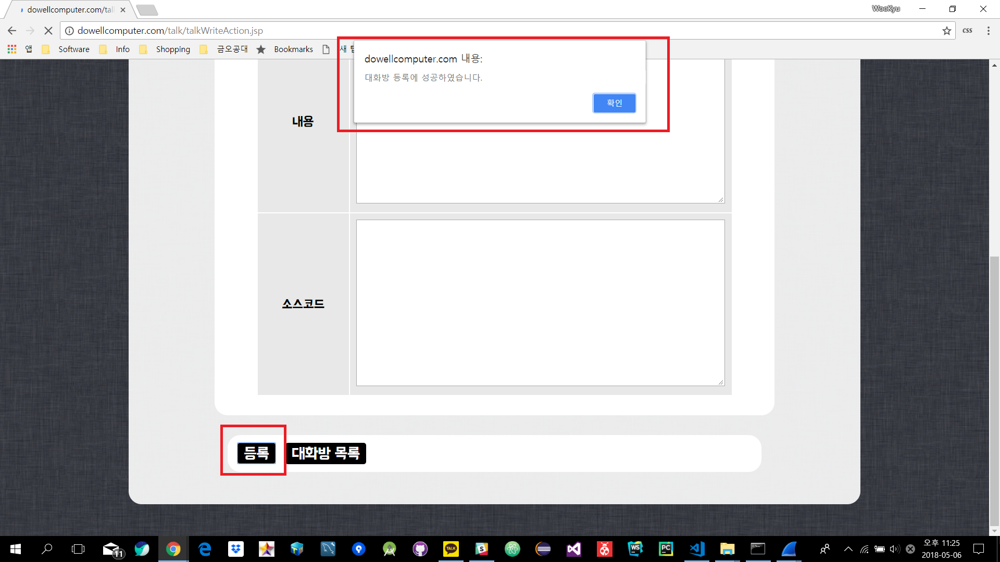 dowellcomputer.com/tal
WooKyu
dowellcomputer.com/talk/talkWriteAction.jsp
css
앱 Software Info Shopping 금오공대 Bookmarks 새
dowellcomputer.com 내용:
대화방 등록에 성공하였습니다.
확인
내용
소스코드
등록 대화방 목록
11
TALK
S
WS
PC
오후 11:25
2018-05-06